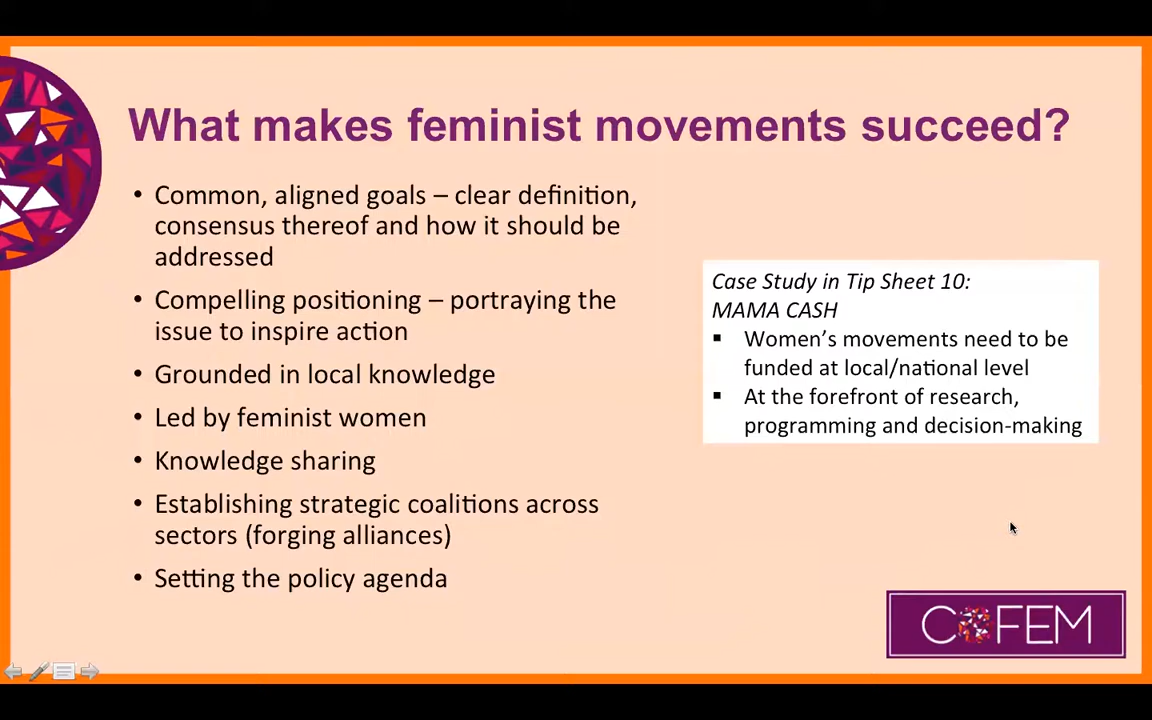 What makes feminist movements succeed?
• Common, aligned goals – clear definition,
consensus thereof and how it should be
addressed
• Compelling positioning – portraying the
issue to inspire action
• Grounded in local knowledge
• Led by feminist women
• Knowledge sharing
• Establishing strategic coalitions across
sectors (forging alliances)
• Setting the policy agenda
Case Study in Tip Sheet 10:
MAMA CASH
▪ Women’s movements need to be
funded at local/national level
▪ At the forefront of research,
programming and decision-making
COFEM